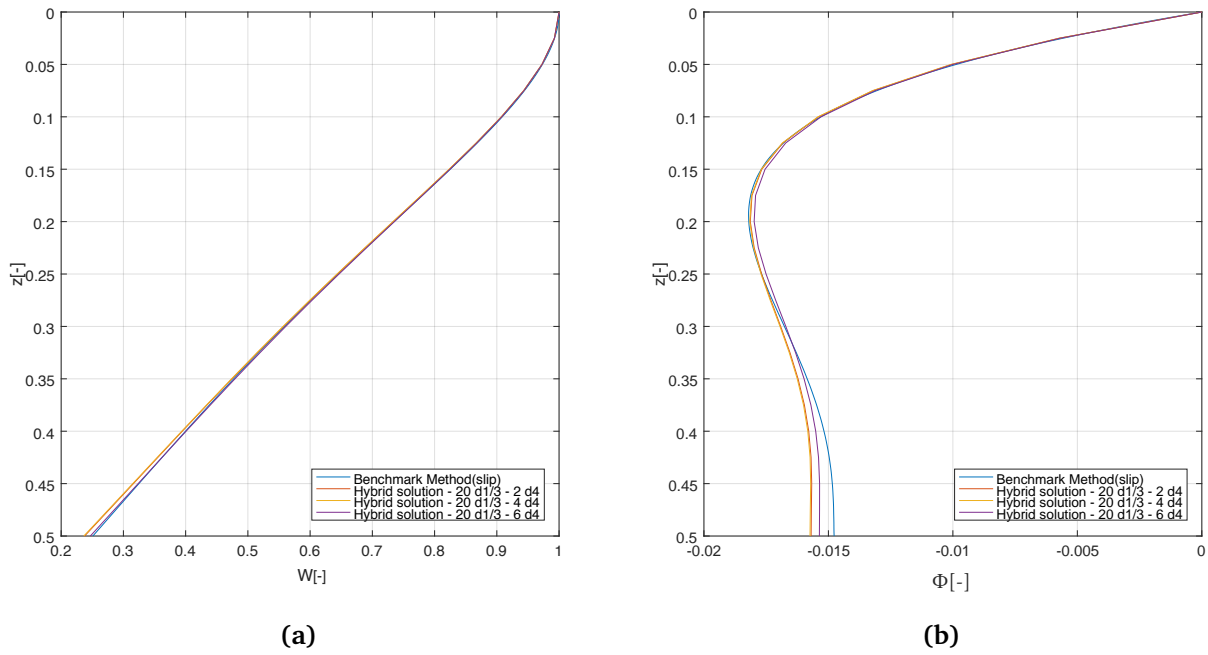 0
0.05
0.1
0.15
0.2
0.25
0.3
0.35
0.4
0.45
0.5
z[-]
0.2 0.3 0.4 0.5 0.6 0.7 0.8 0.9 1
W[-]
Benchmark Method(slip)
Hybrid solution - 20 d1/3 - 2 d4
Hybrid solution - 20 d1/3 - 4 d4
Hybrid solution - 20 d1/3 - 6 d4
(a)
0
0.05
0.1
0.15
0.2
0.25
0.3
0.35
0.4
0.45
0.5
z[-]
-0.02 -0.015 -0.01 -0.005 0
Φ[-]
Benchmark Method(slip)
Hybrid solution - 20 d1/3 - 2 d4
Hybrid solution - 20 d1/3 - 4 d4
Hybrid solution - 20 d1/3 - 6 d4
(b)